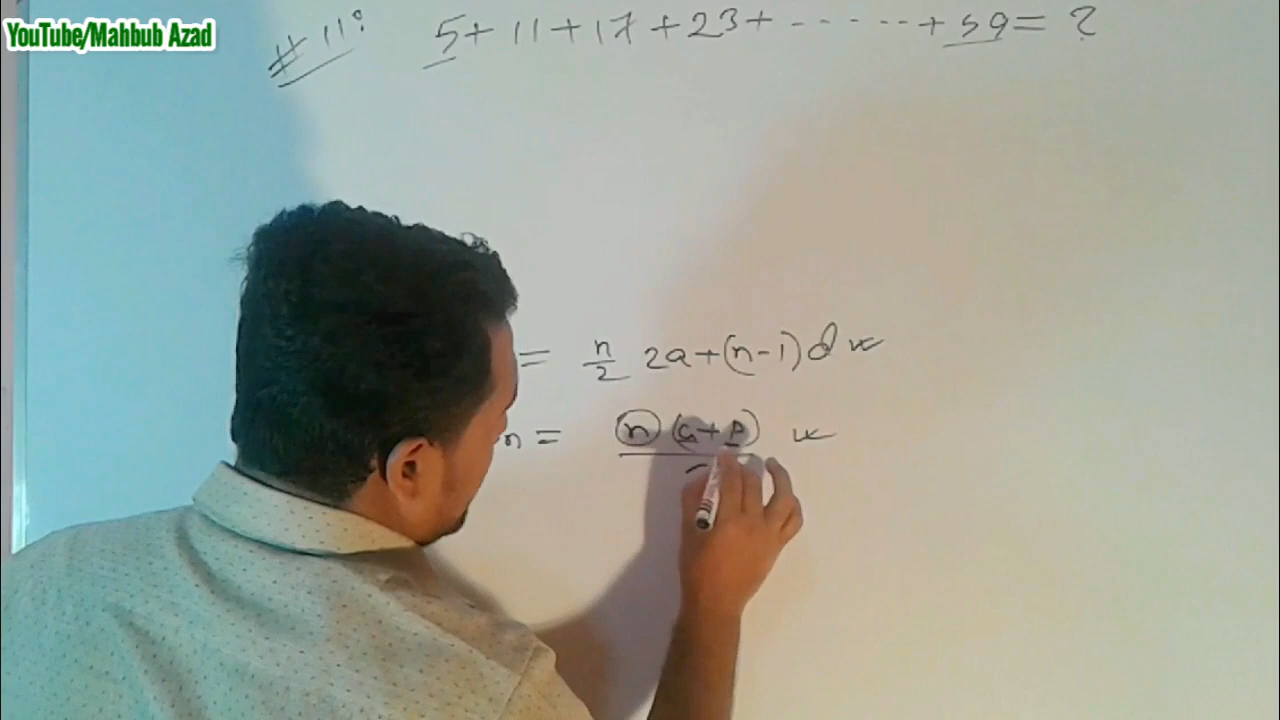 YouTube/Mahbub Azad
# 11: 5+11+17+23+ ------ + 59 = ?
= n/2 2a+(n-1)d
n = n(a+p)/2